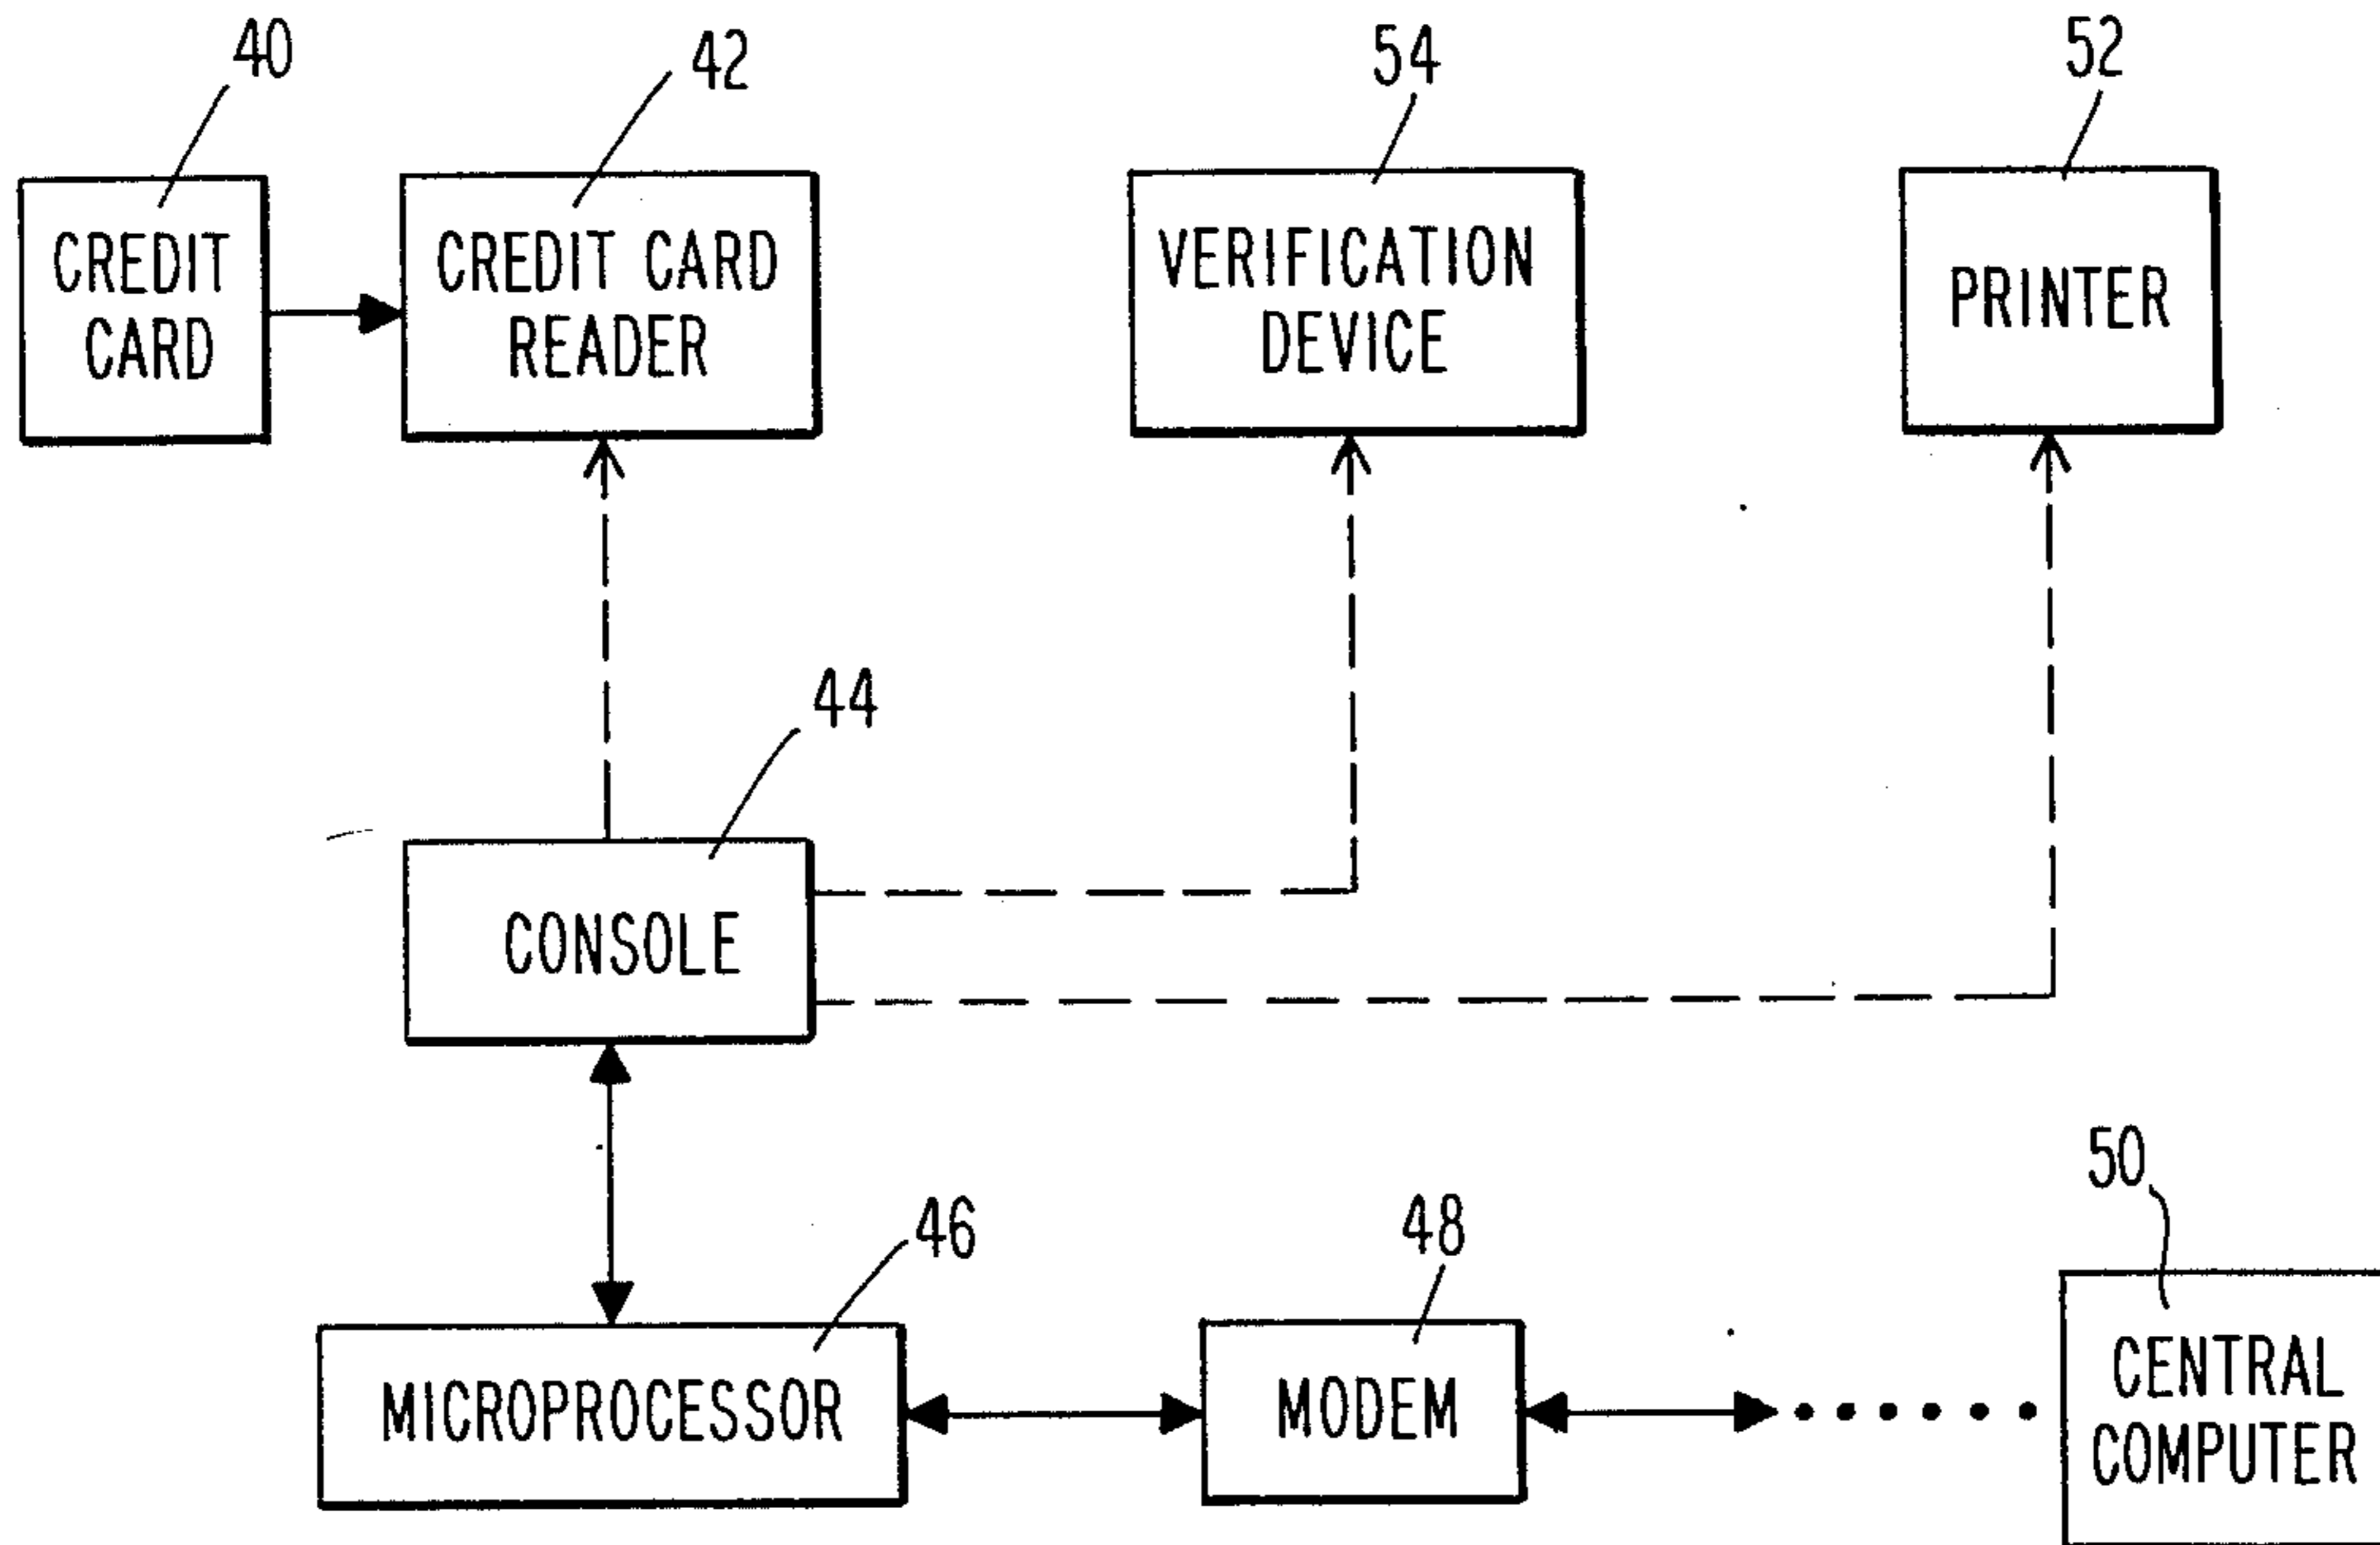 40
42
54
52
CREDIT
CARD
CREDIT CARD
READER
VERIFICATION
DEVICE
PRINTER
44
CONSOLE
46
48
50
MICROPROCESSOR
MODEM
CENTRAL
COMPUTER